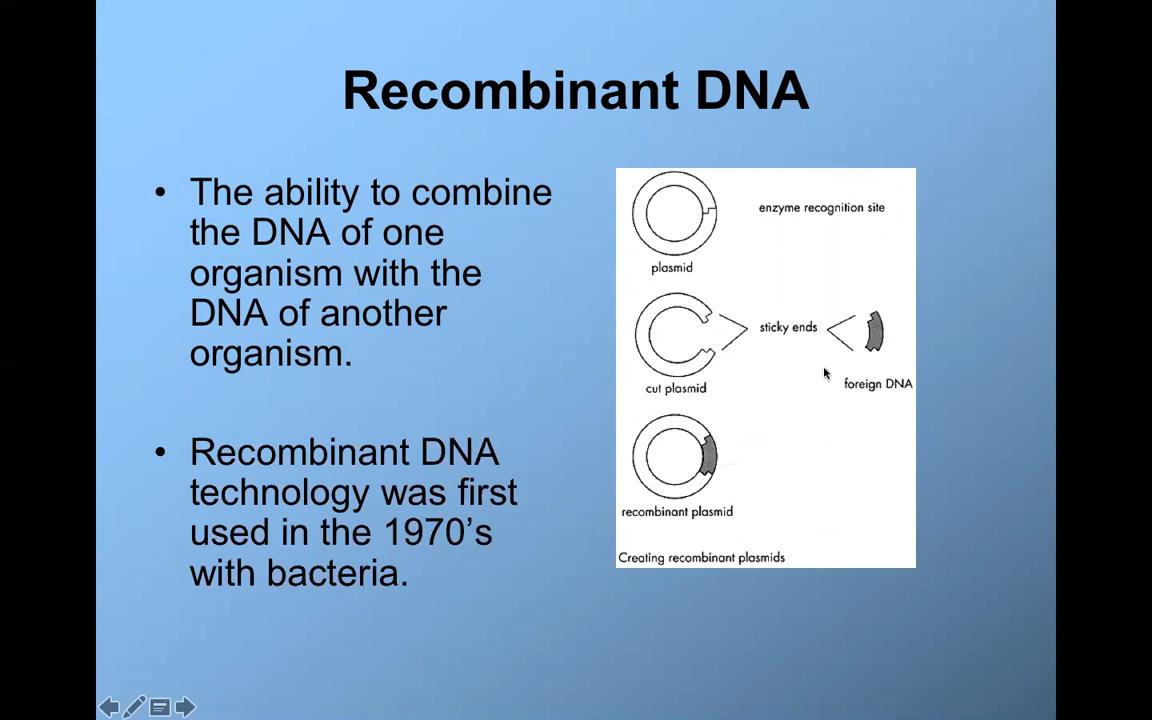 Recombinant DNA
• The ability to combine
the DNA of one
organism with the
DNA of another
organism.
• Recombinant DNA
technology was first
used in the 1970’s
with bacteria.
enzyme recognition site
plasmid
sticky ends
cut plasmid
foreign DNA
recombinant plasmid
Creating recombinant plasmids